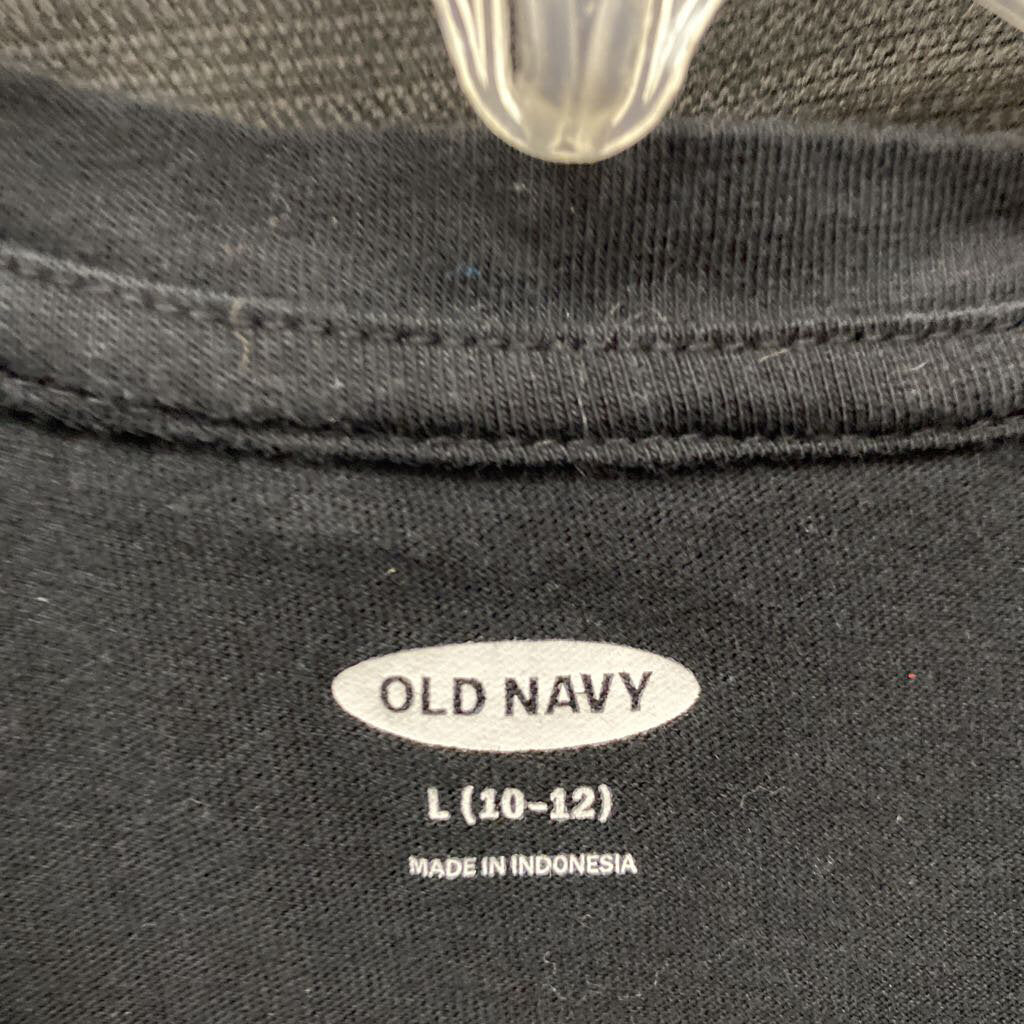 OLD NAVY
L (10-12)
MADE IN INDONESIA